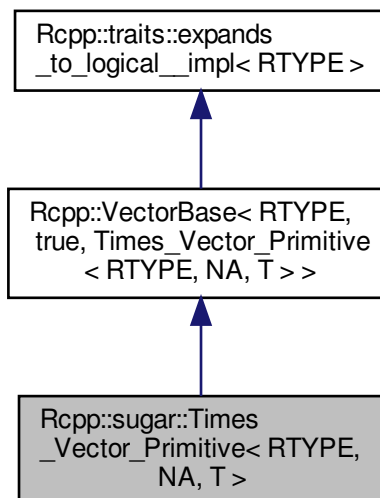 Rcpp::traits::expands
_to_logical__impl< RTYPE >
Rcpp::VectorBase< RTYPE,
true, Times_Vector_Primitive
< RTYPE, NA, T > >
Rcpp::sugar::Times
_Vector_Primitive< RTYPE,
NA, T >